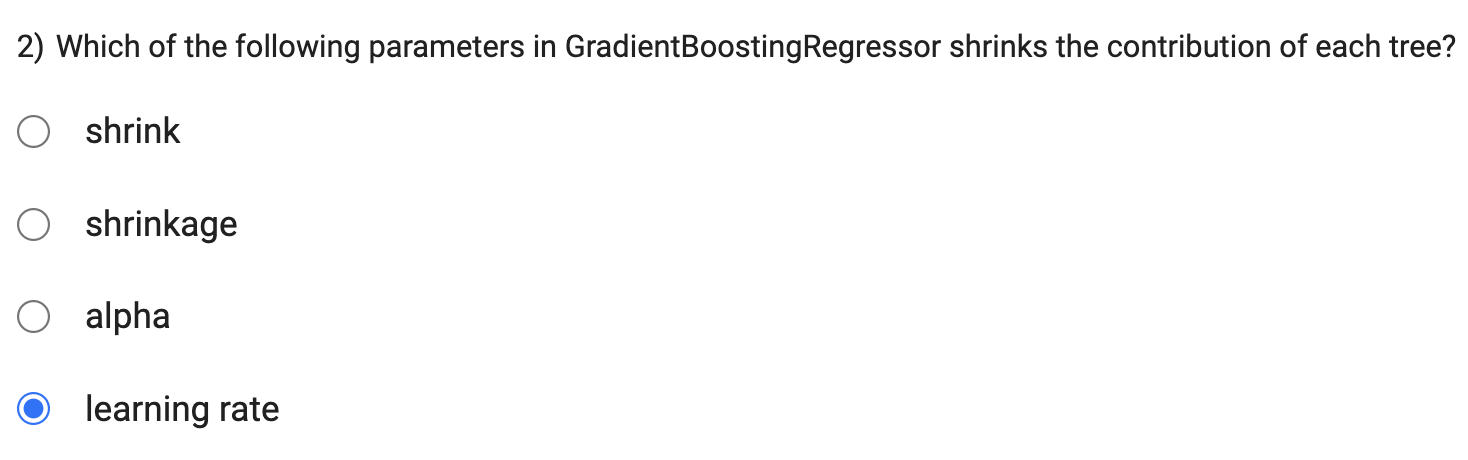 2) Which of the following parameters in GradientBoostingRegressor shrinks the contribution of each tree?
shrink
shrinkage
alpha
learning rate